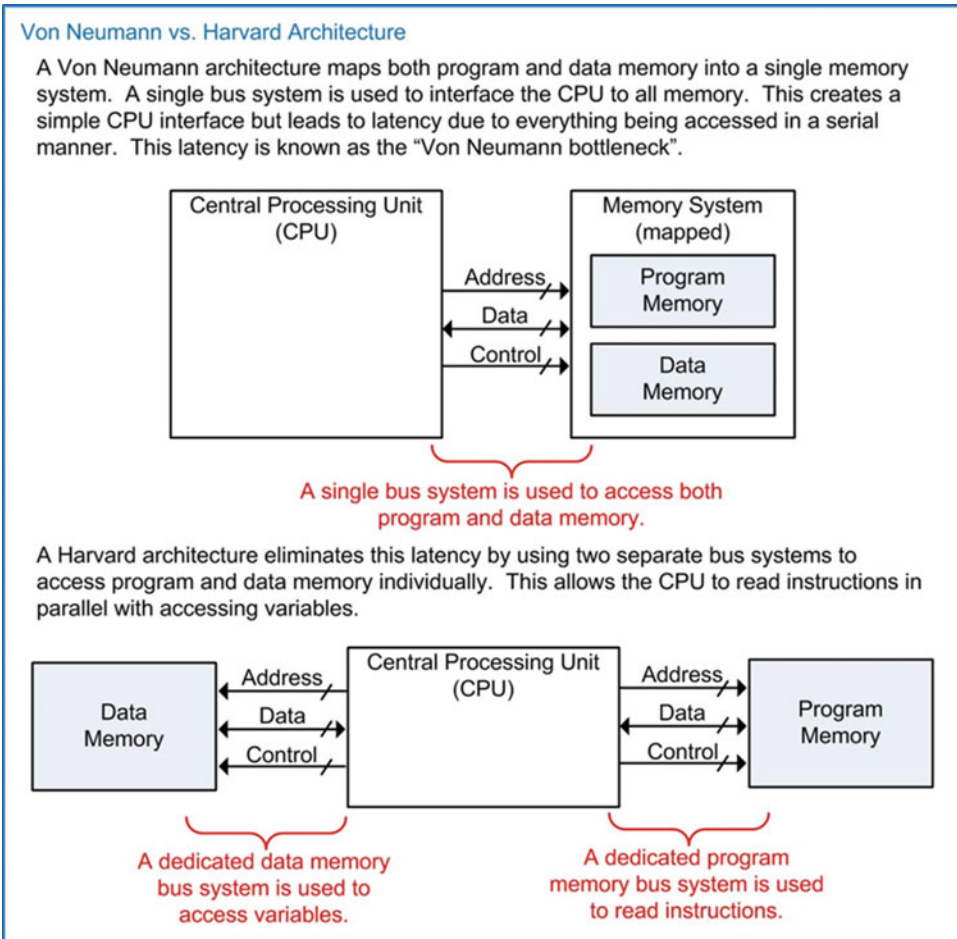 Von Neumann vs. Harvard Architecture
A Von Neumann architecture maps both program and data memory into a single memory
system.  A single bus system is used to interface the CPU to all memory.  This creates a
simple CPU interface but leads to latency due to everything being accessed in a serial
manner.  This latency is known as the “Von Neumann bottleneck”.
Central Processing Unit
(CPU)
Address
Data
Control
Memory System
(mapped)
Program
Memory
Data
Memory
A single bus system is used to access both
program and data memory.
A Harvard architecture eliminates this latency by using two separate bus systems to
access program and data memory individually.  This allows the CPU to read instructions in
parallel with accessing variables.
Data
Memory
Address
Data
Control
Central Processing Unit
(CPU)
Address
Data
Control
Program
Memory
A dedicated data memory
bus system is used to
access variables.
A dedicated program
memory bus system is used
to read instructions.